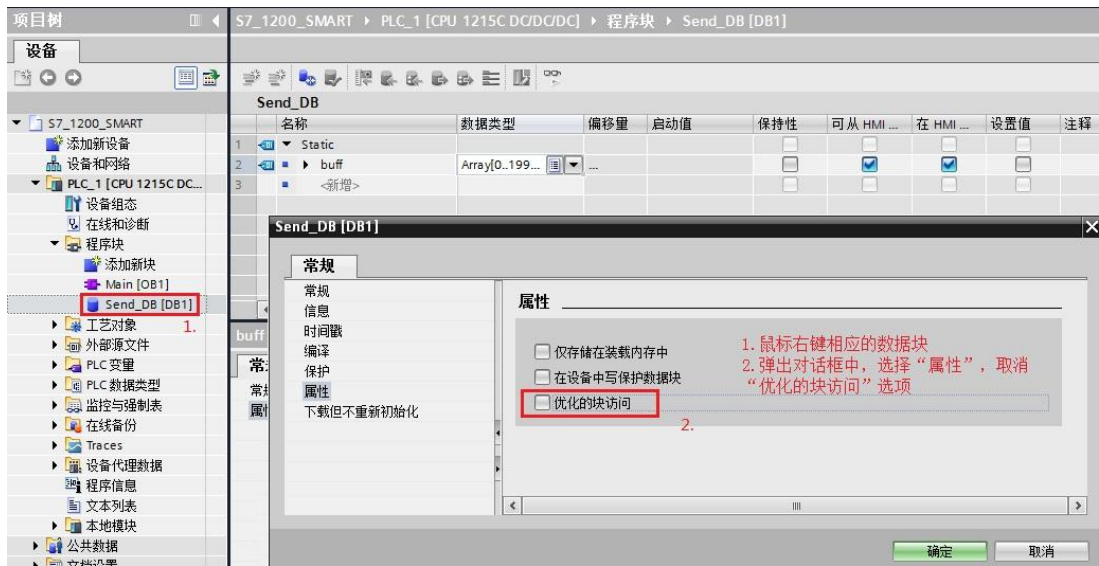 项目树
S7_1200_SMART ▸ PLC_1 [CPU 1215C DC/DC/DC] ▸ 程序块 ▸ Send_DB [DB1]
设备
Send_DB
名称 数据类型 偏移量 启动值 保持性 可从 HMI ... 在 HMI ... 设置值 注释
1 Static
2 buff Array[0..199... ...
3 <新增>
S7_1200_SMART
添加新设备
设备和网络
PLC_1 [CPU 1215C DC...
设备组态
在线和诊断
程序块
添加新块
Main [OB1]
Send_DB [DB1]
1.
工艺对象
外部源文件
PLC 变量
PLC 数据类型
监控与强制表
在线备份
Traces
设备代理数据
程序信息
文本列表
本地模块
公共数据
buff
Send_DB [DB1]
常规
常规
信息
时间戳
编译
保护
属性
下载但不重新初始化
属性
仅存储在装载内存中
在设备中写保护数据块
优化的块访问
2.
1.鼠标右键相应的数据块
2.弹出对话框中，选择“属性”，取消
“优化的块访问”选项
确定 取消